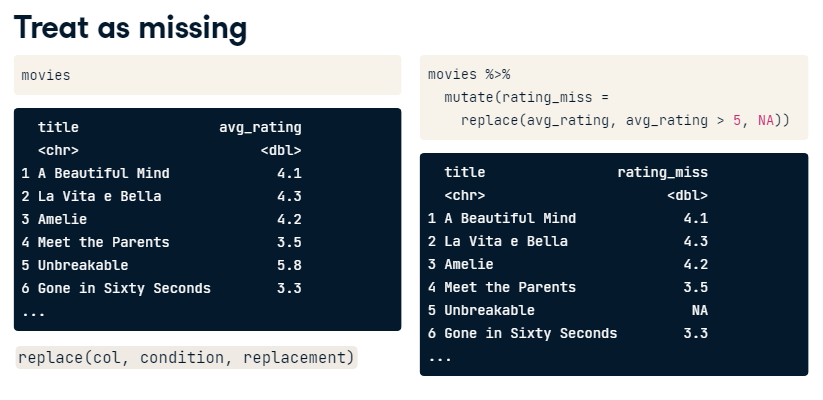 Treat as missing
movies
title avg_rating
<chr> <dbl>
1 A Beautiful Mind 4.1
2 La Vita e Bella 4.3
3 Amelie 4.2
4 Meet the Parents 3.5
5 Unbreakable 5.8
6 Gone in Sixty Seconds 3.3
...
replace(col, condition, replacement)
movies %>%
mutate(rating_miss =
replace(avg_rating, avg_rating > 5, NA))
title rating_miss
<chr> <dbl>
1 A Beautiful Mind 4.1
2 La Vita e Bella 4.3
3 Amelie 4.2
4 Meet the Parents 3.5
5 Unbreakable NA
6 Gone in Sixty Seconds 3.3
...